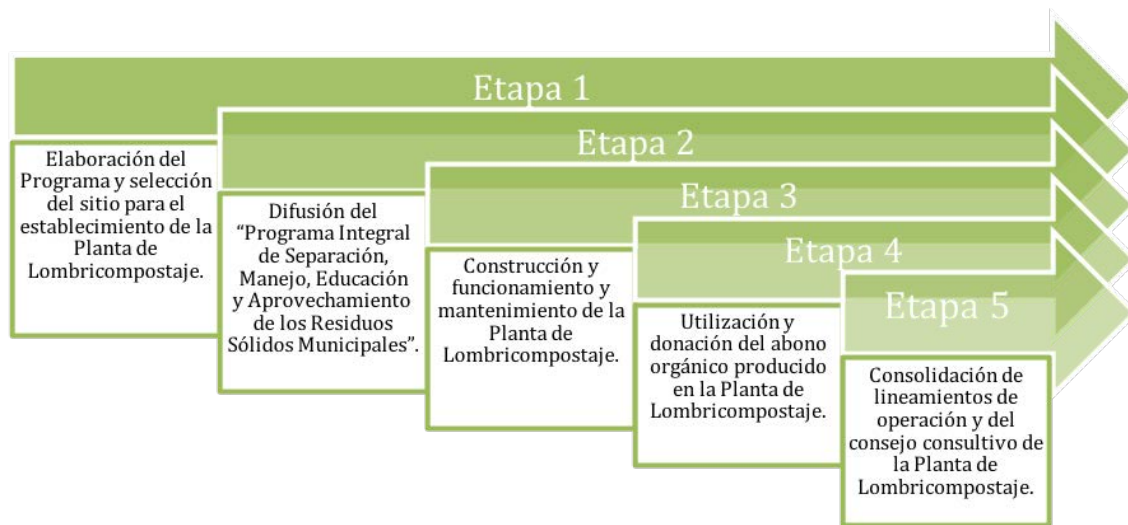 Etapa 1
Elaboración del
Programa y selección
del sitio para el
establecimiento de la
Planta de
Lombricompostaje.
Etapa 2
Difusión del
“Programa Integral
de Separación,
Manejo, Educación
y Aprovechamiento
de los Residuos
Sólidos Municipales”.
Etapa 3
Construcción y
funcionamiento y
mantenimiento de la
Planta de
Lombricompostaje.
Etapa 4
Utilización y
donación del abono
orgánico producido
en la Planta de
Lombricompostaje.
Etapa 5
Consolidación de
lineamientos de
operación y del
consejo consultivo de
la Planta de
Lombricompostaje.